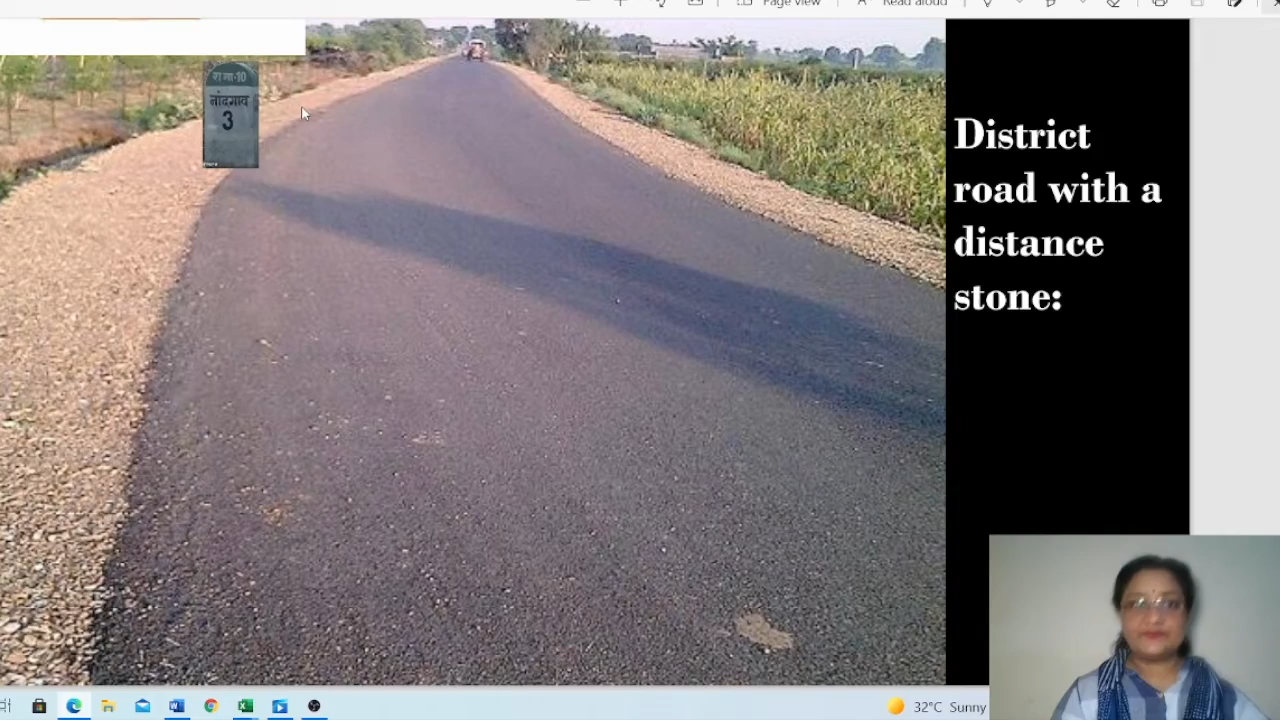 Page view
Read aloud
रा मा-10
नांदगाव
3
District
road with a
distance
stone:
32°C Sunny